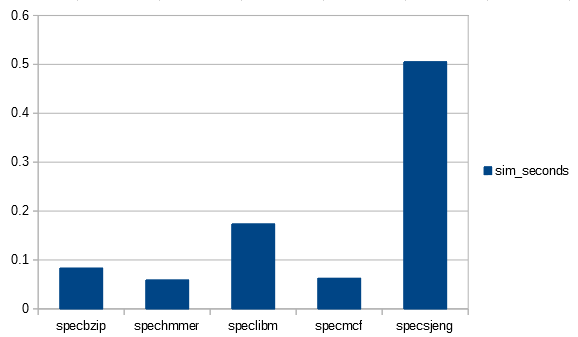 0.6
0.5
0.4
0.3
0.2
0.1
0
specbzip
spechmmer
speclibm
specmcf
specsjeng
sim_seconds